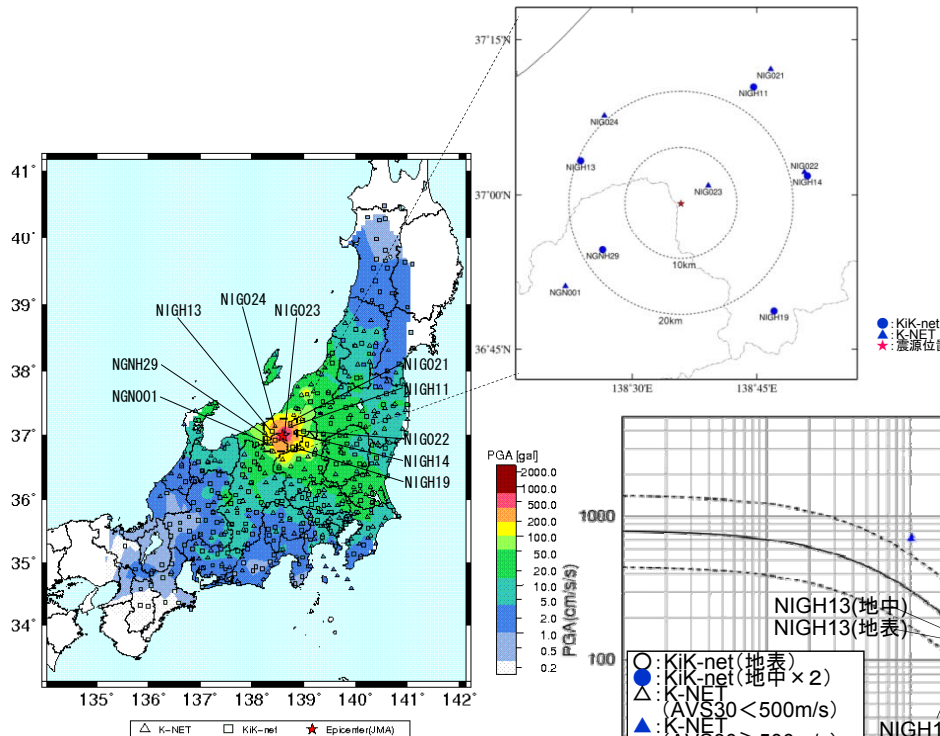 37°15'N
NIG021
NIGH11
NIG024
NIGH13
NIG022
NIGH14
37°00'N
NIG023
NGNH29
10km
NGN001
20km
NIGH19
36°45'N
138°30'E
138°45'E
: KiK-net
: K-NET
: 震源位置
41°
40°
39°
38°
37°
36°
35°
34°
135
136
137
138
139
140
141
142
NIGH13
NIG024
NIG023
NGNH29
NGN001
NIG021
NIGH11
NIG022
NIGH14
NIGH19
K-NET
KiK-net
Epicenter(JMA)
PGA [gal]
2000.0
1000.0
500.0
200.0
100.0
50.0
20.0
10.0
5.0
2.0
1.0
0.5
0.2
PGA(cm/s/s)
1000
100
NIGH13(地中)
NIGH13(地表)
: KiK-net(地表)
: KiK-net(地中×2)
: K-NET
(AVS30<500m/s)
: K-NET
NIGH1